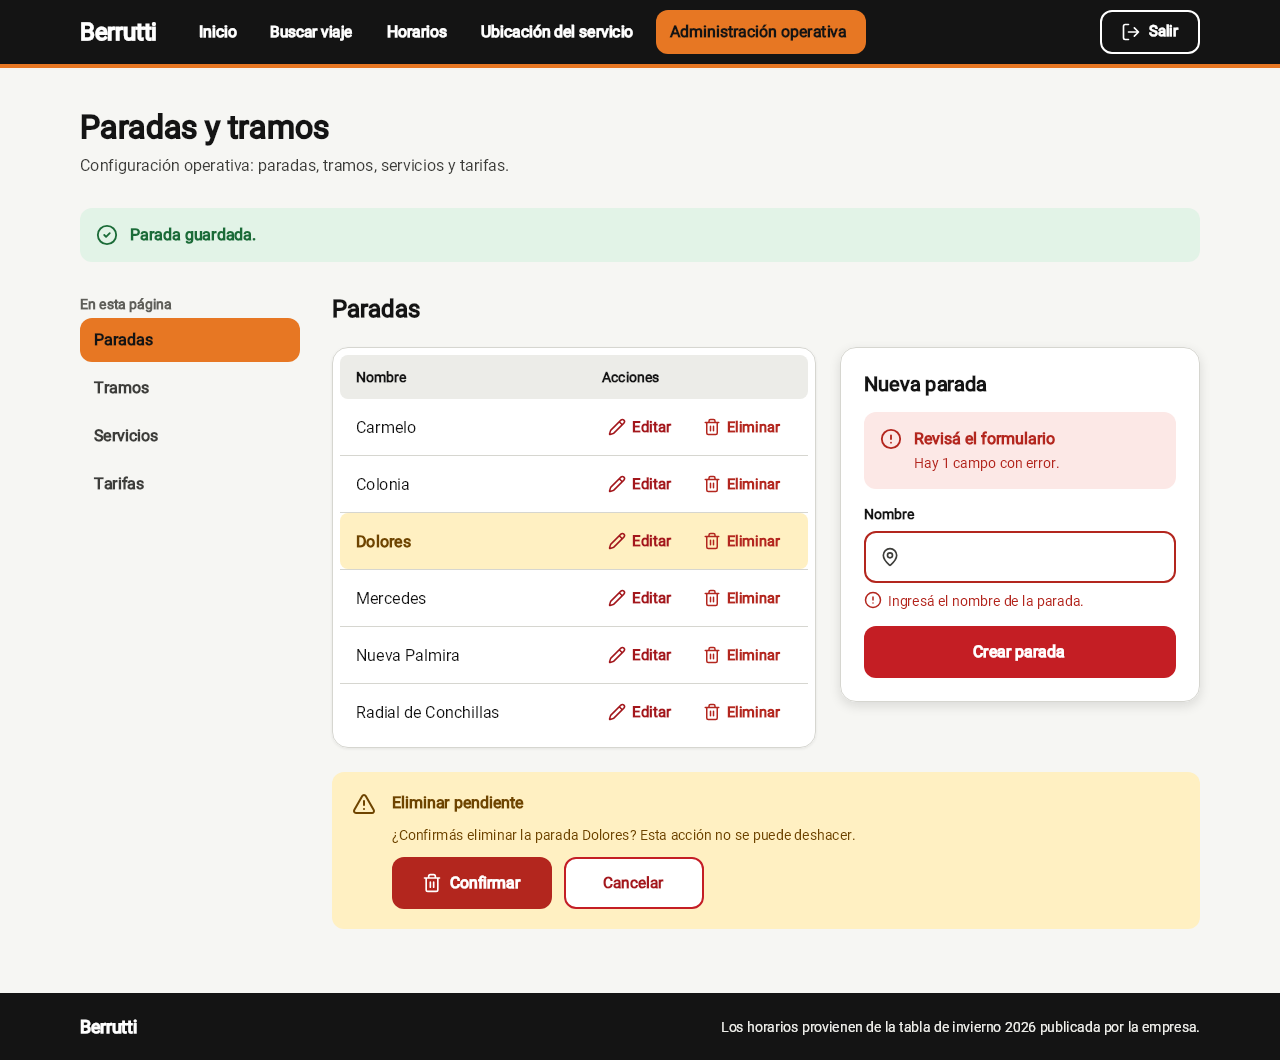 Berrutti Inicio Buscar viaje Horarios Ubicación del servicio Administración operativa Salir
Paradas y tramos
Configuración operativa: paradas, tramos, servicios y tarifas.
Parada guardada.
En esta página
Paradas
Tramos
Servicios
Tarifas
Paradas
Nombre Acciones
Carmelo Editar Eliminar
Colonia Editar Eliminar
Dolores Editar Eliminar
Mercedes Editar Eliminar
Nueva Palmira Editar Eliminar
Radial de Conchillas Editar Eliminar
Nueva parada
Revisá el formulario
Hay 1 campo con error.
Nombre
Ingresá el nombre de la parada.
Crear parada
Eliminar pendiente
¿Confirmás eliminar la parada Dolores? Esta acción no se puede deshacer.
Confirmar Cancelar
Berrutti Los horarios provienen de la tabla de invierno 2026 publicada por la empresa.